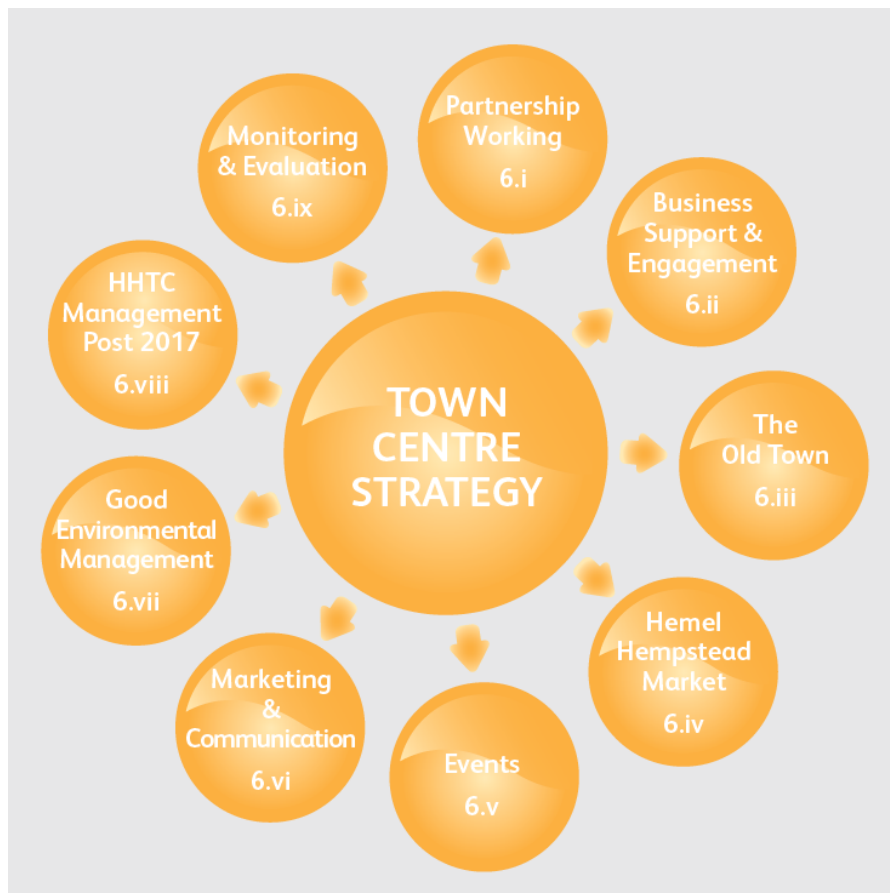 TOWN
CENTRE
STRATEGY
Partnership
Working
6.i
Business
Support &
Engagement
6.ii
The
Old Town
6.iii
Hemel
Hempstead
Market
6.iv
Events
6.v
Marketing
&
Communication
6.vi
Good
Environmental
Management
6.vii
HHTC
Management
Post 2017
6.viii
Monitoring
& Evaluation
6.ix